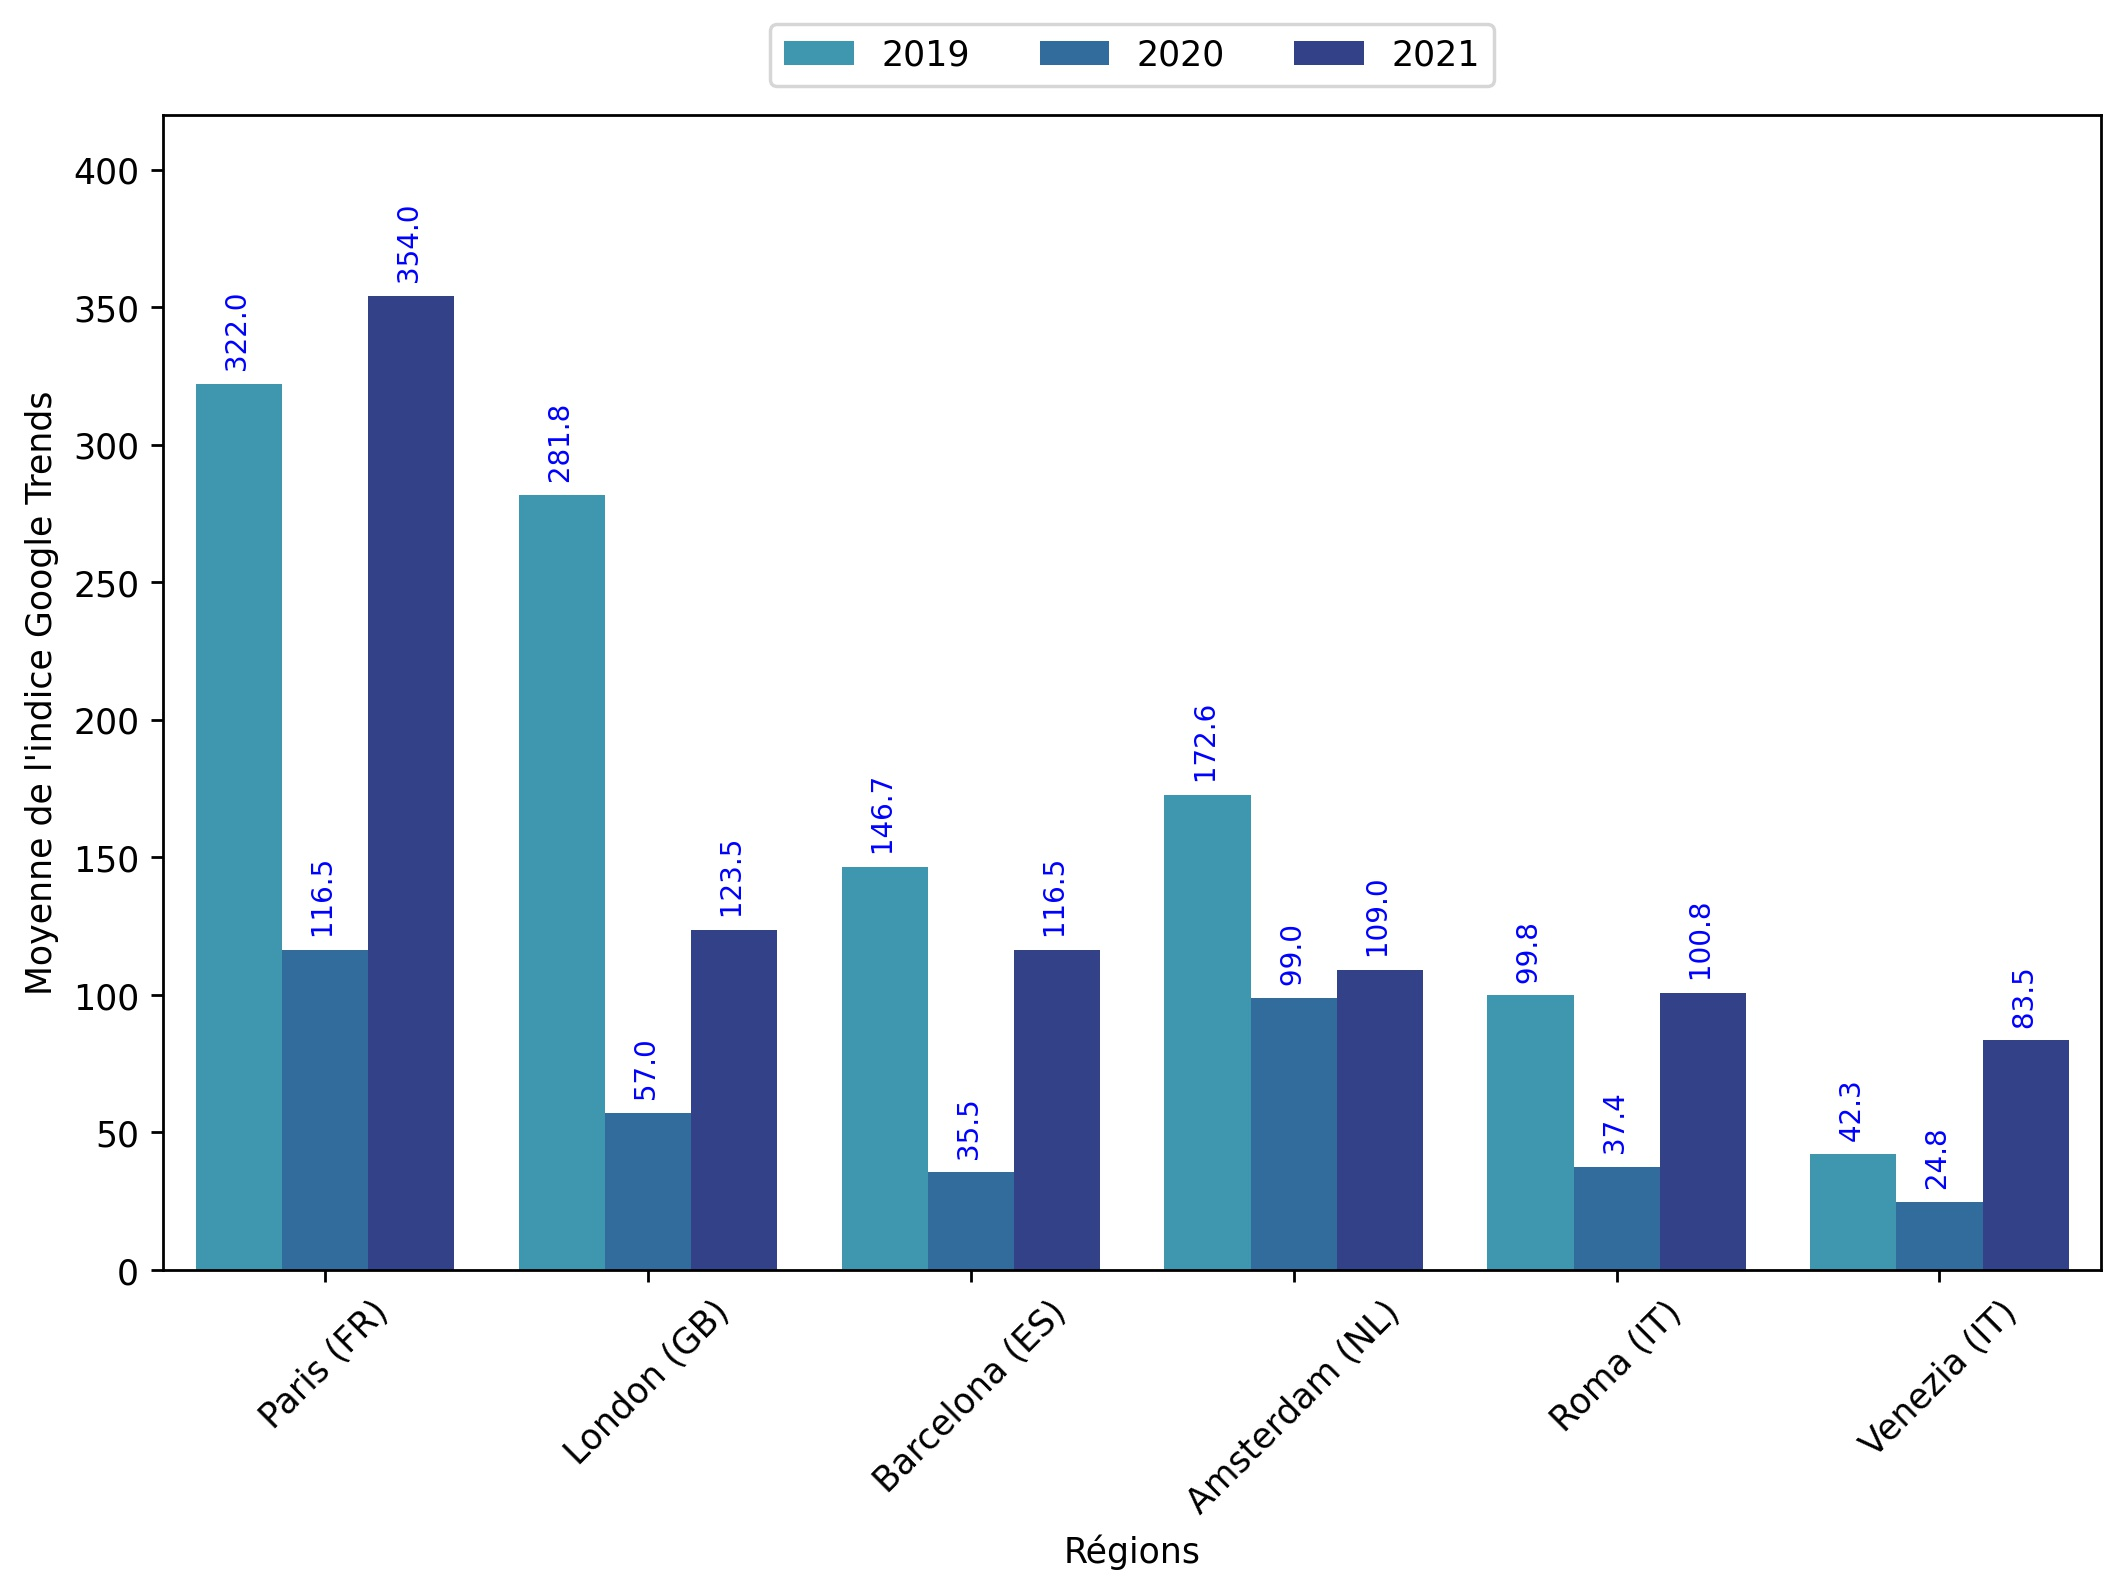 2019 2020 2021
Moyenne de l'indice Google Trends
400
350
300
250
200
150
100
50
0
322.0 116.5 354.0
281.8 57.0 123.5
146.7 35.5 116.5
172.6 99.0 109.0
99.8 37.4 100.8
42.3 24.8 83.5
Paris (FR)
London (GB)
Barcelona (ES)
Amsterdam (NL)
Roma (IT)
Venezia (IT)
Régions